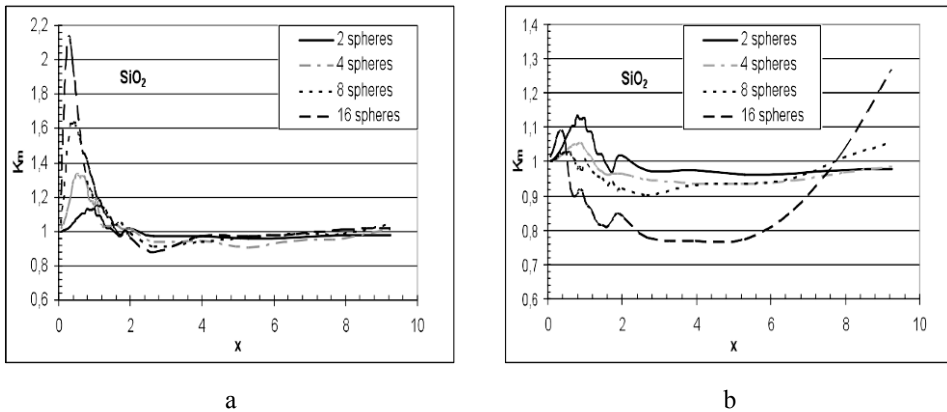 2,2
2
1,8
1,6
1,4
1,2
1
0,8
0,6
Km
SiO2
2 spheres
4 spheres
8 spheres
16 spheres
0 2 4 6 8 10
x
a
1,4
1,3
1,2
1,1
1
0,9
0,8
0,7
0,6
Km
SiO2
2 spheres
4 spheres
8 spheres
16 spheres
0 2 4 6 8 10
x
b